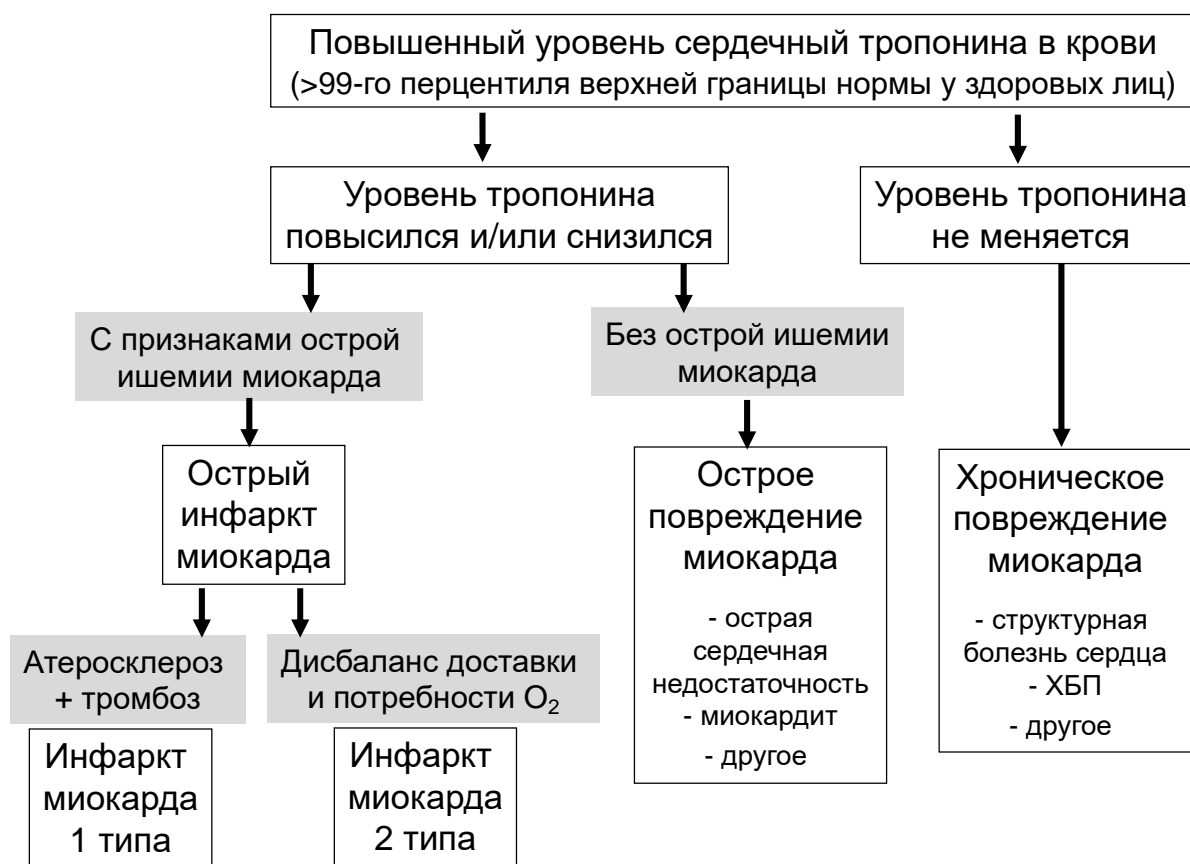 Повышенный уровень сердечный тропонина в крови
(>99-го перцентиля верхней границы нормы у здоровых лиц)
Уровень тропонина
повысился и/или снизился
Уровень тропонина
не меняется
С признаками острой
ишемии миокарда
Без острой ишемии
миокарда
Острый
инфаркт
миокарда
Острое
повреждение
миокарда
- острая
сердечная
недостаточность
- миокардит
- другое
Хроническое
повреждение
миокарда
- структурная
болезнь сердца
- ХБП
- другое
Атеросклероз
+ тромбоз
Дисбаланс доставки
и потребности O₂
Инфаркт
миокарда
1 типа
Инфаркт
миокарда
2 типа